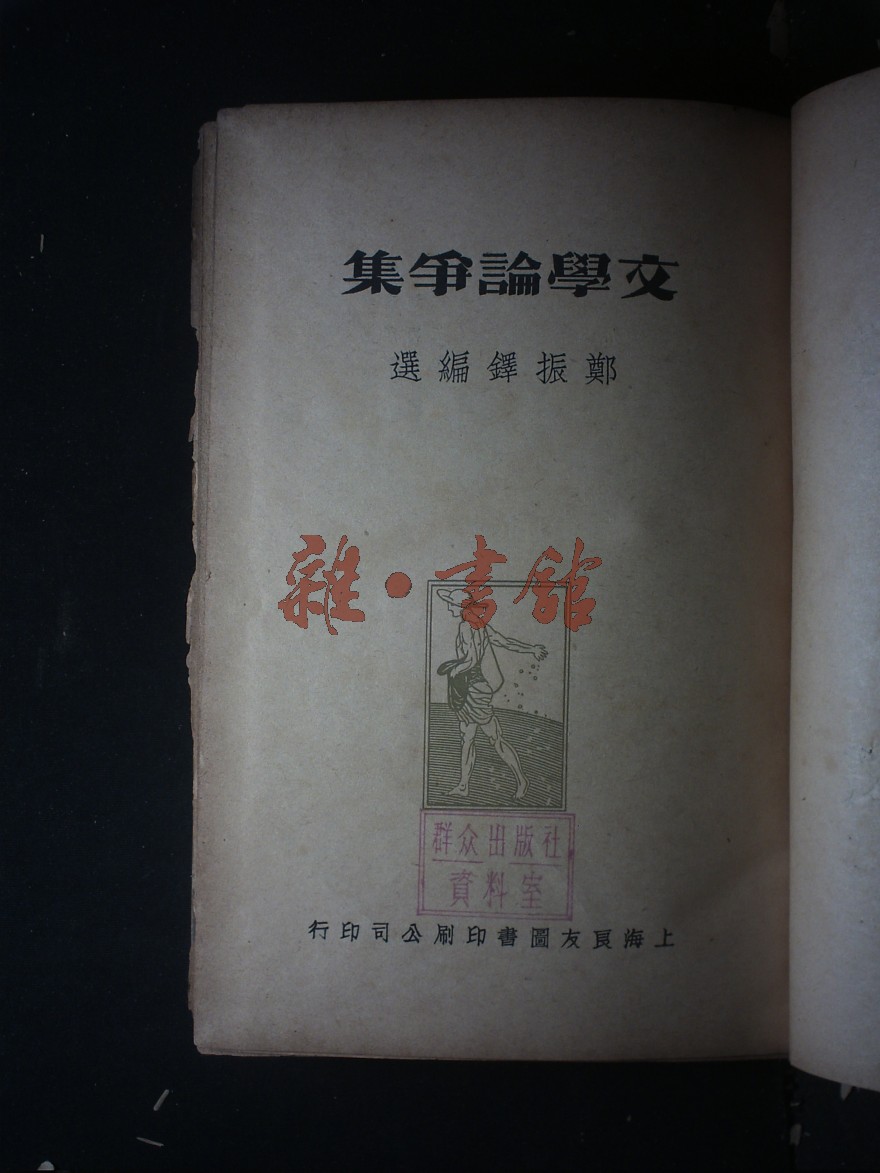 文學論爭集
鄭振鐸編選
雜·書館
群众出版社
資料室
上海良友圖書印刷公司印行